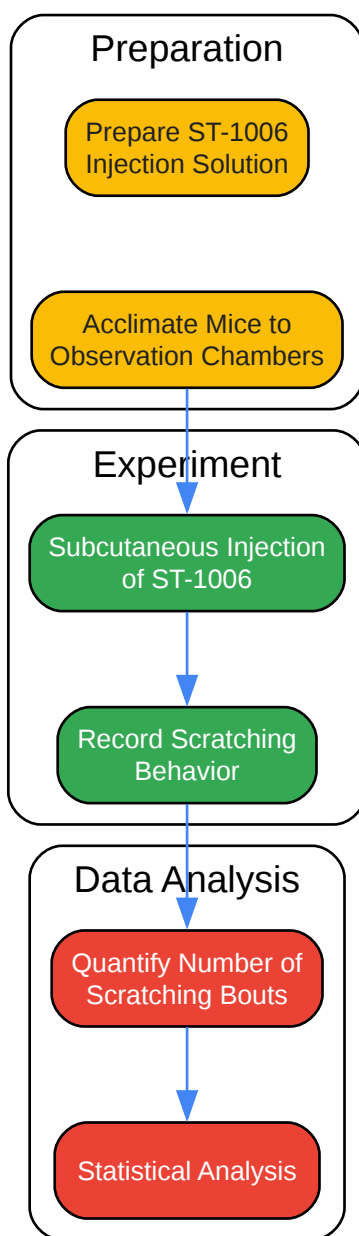 Preparation
Prepare ST-1006
Injection Solution
Acclimate Mice to
Observation Chambers
Experiment
Subcutaneous Injection
of ST-1006
Record Scratching
Behavior
Data Analysis
Quantify Number of
Scratching Bouts
Statistical Analysis